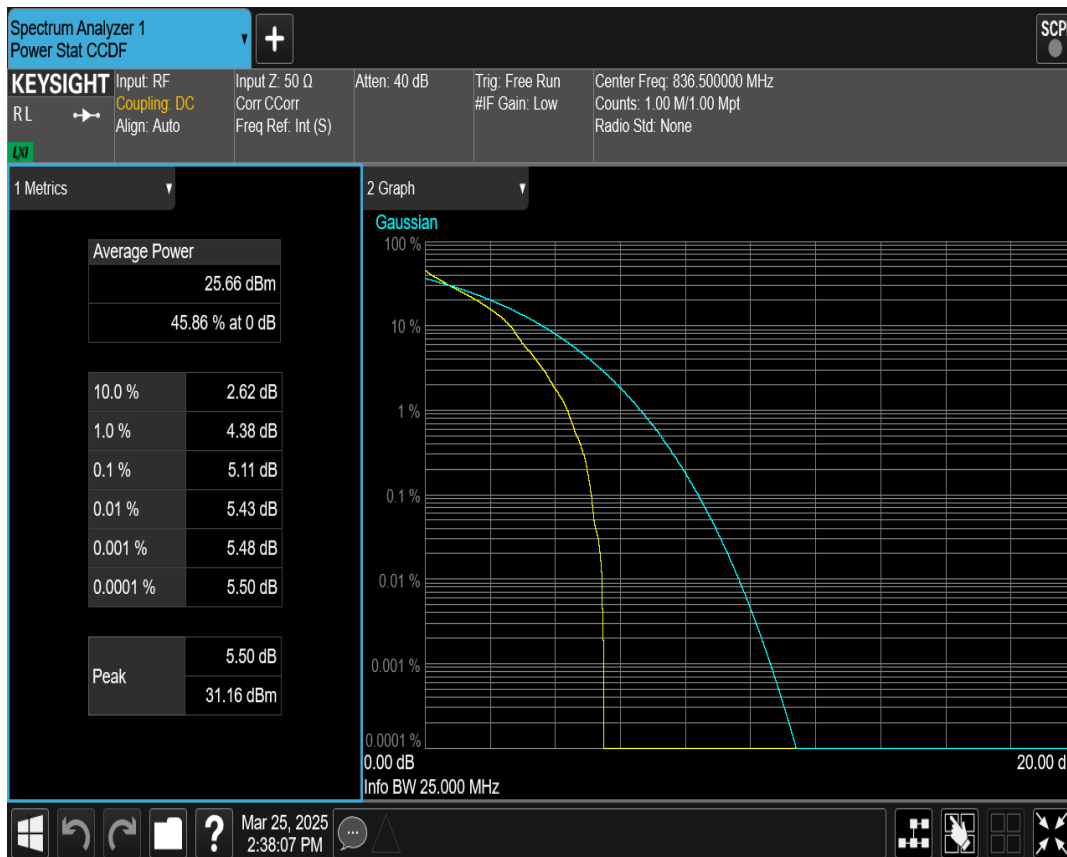 Spectrum Analyzer 1
Power Stat CCDF
+
KEYSIGHT
RL
LXI
Input: RF
Coupling: DC
Align: Auto
Input Z: 50 Ω
Corr CCorr
Freq Ref: Int (S)
Atten: 40 dB
Trig: Free Run
#IF Gain: Low
Center Freq: 836.500000 MHz
Counts: 1.00 M/1.00 Mpt
Radio Std: None
SCP
1 Metrics
Average Power
25.66 dBm
45.86 % at 0 dB
10.0 % 2.62 dB
1.0 % 4.38 dB
0.1 % 5.11 dB
0.01 % 5.43 dB
0.001 % 5.48 dB
0.0001 % 5.50 dB
Peak
5.50 dB
31.16 dBm
2 Graph
Gaussian
100 %
10 %
1 %
0.1 %
0.01 %
0.001 %
0.0001 %
0.00 dB 20.00 d
Info BW 25.000 MHz
?
Mar 25, 2025
2:38:07 PM